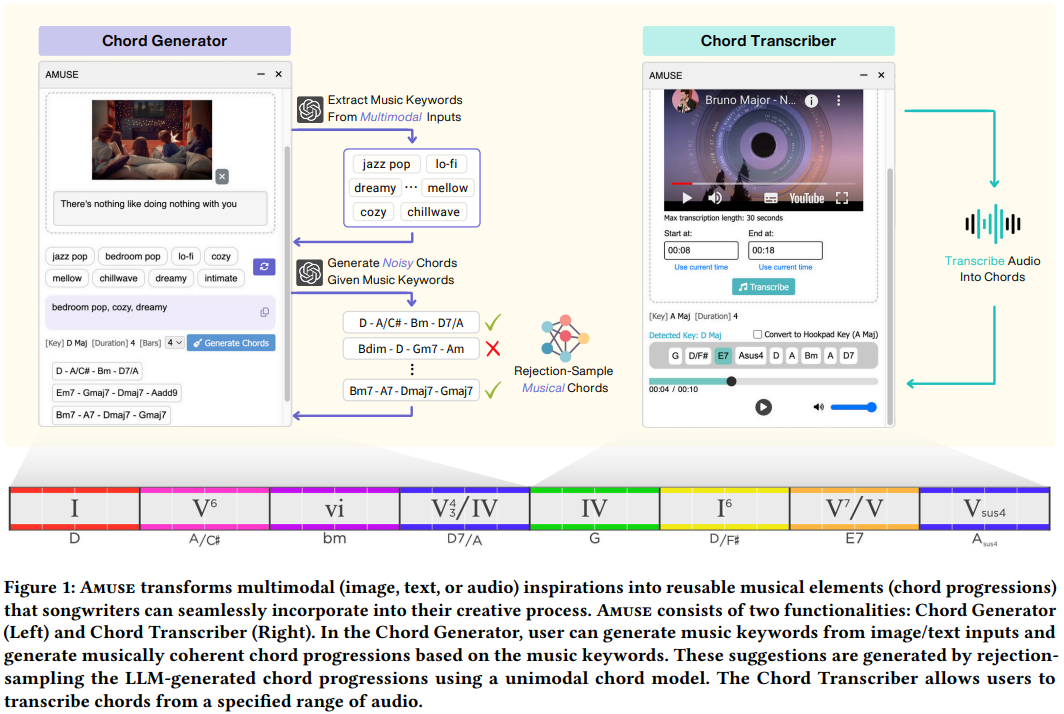 Chord Generator
AMUSE
There's nothing like doing nothing with you
jazz pop bedroom pop lo-fi cozy
mellow chillwave dreamy intimate
bedroom pop, cozy, dreamy
[Key] D Maj [Duration] 4 [Bars] 4 Generate Chords
D - A/C# - Bm - D7/A
Em7 - Gmaj7 - Dmaj7 - Aadd9
Bm7 - A7 - Dmaj7 - Gmaj7
Extract Music Keywords
From Multimodal Inputs
jazz pop lo-fi
dreamy ··· mellow
cozy chillwave
Generate Noisy Chords
Given Music Keywords
D - A/C# - Bm - D7/A
Bdim - D - Gm7 - Am
Bm7 - A7 - Dmaj7 - Gmaj7
Rejection-Sample
Musical Chords
Chord Transcriber
AMUSE
Bruno Major - N...
YouTube
Max transcription length: 30 seconds
Start at: End at:
00:08 00:18
Use current time Use current time
Transcribe
[Key] A Maj [Duration] 4
Detected Key: D Maj Convert to Hookpad Key (A Maj)
G D/F# E7 Asus4 D A Bm A D7
00:04 / 00:10
Transcribe Audio
Into Chords
I V6 vi V43/IV IV I6 V7/V Vsus4
D A/C# bm D7/A G D/F# E7 Asus4
Figure 1: Amuse transforms multimodal (image, text, or audio) inspirations into reusable musical elements (chord progressions)
that songwriters can seamlessly incorporate into their creative process. Amuse consists of two functionalities: Chord Generator
(Left) and Chord Transcriber (Right). In the Chord Generator, user can generate music keywords from image/text inputs and
generate musically coherent chord progressions based on the music keywords. These suggestions are generated by rejection-
sampling the LLM-generated chord progressions using a unimodal chord model. The Chord Transcriber allows users to
transcribe chords from a specified range of audio.